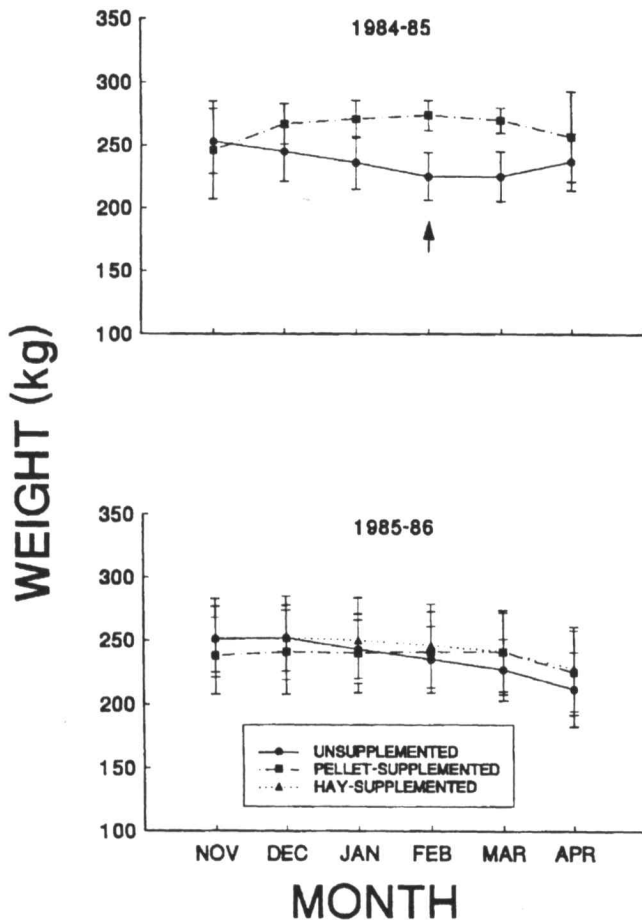 1984-85
350
300
250
200
150
100
WEIGHT (kg)
1985-86
350
300
250
200
150
100
UNSUPPLEMENTED
PELLET-SUPPLEMENTED
HAY-SUPPLEMENTED
NOV DEC JAN FEB MAR APR
MONTH